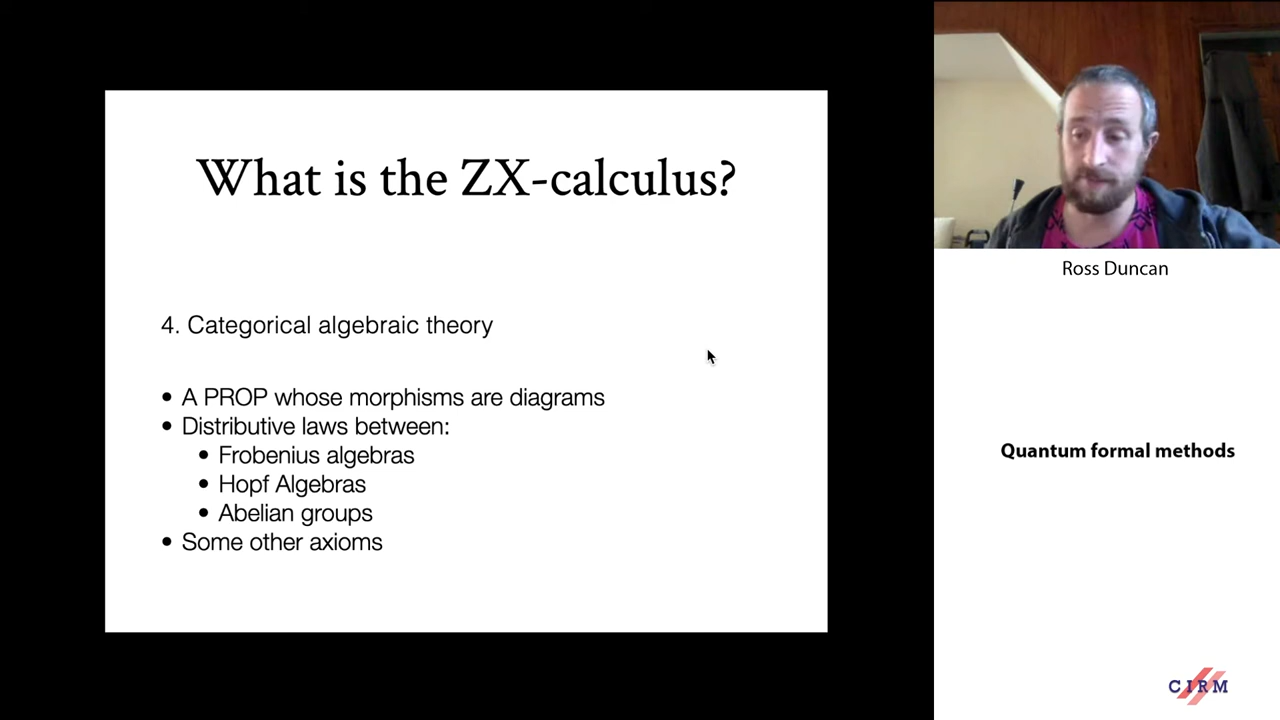 What is the ZX-calculus?
4. Categorical algebraic theory
• A PROP whose morphisms are diagrams
• Distributive laws between:
• Frobenius algebras
• Hopf Algebras
• Abelian groups
• Some other axioms
Ross Duncan
Quantum formal methods
CIRM